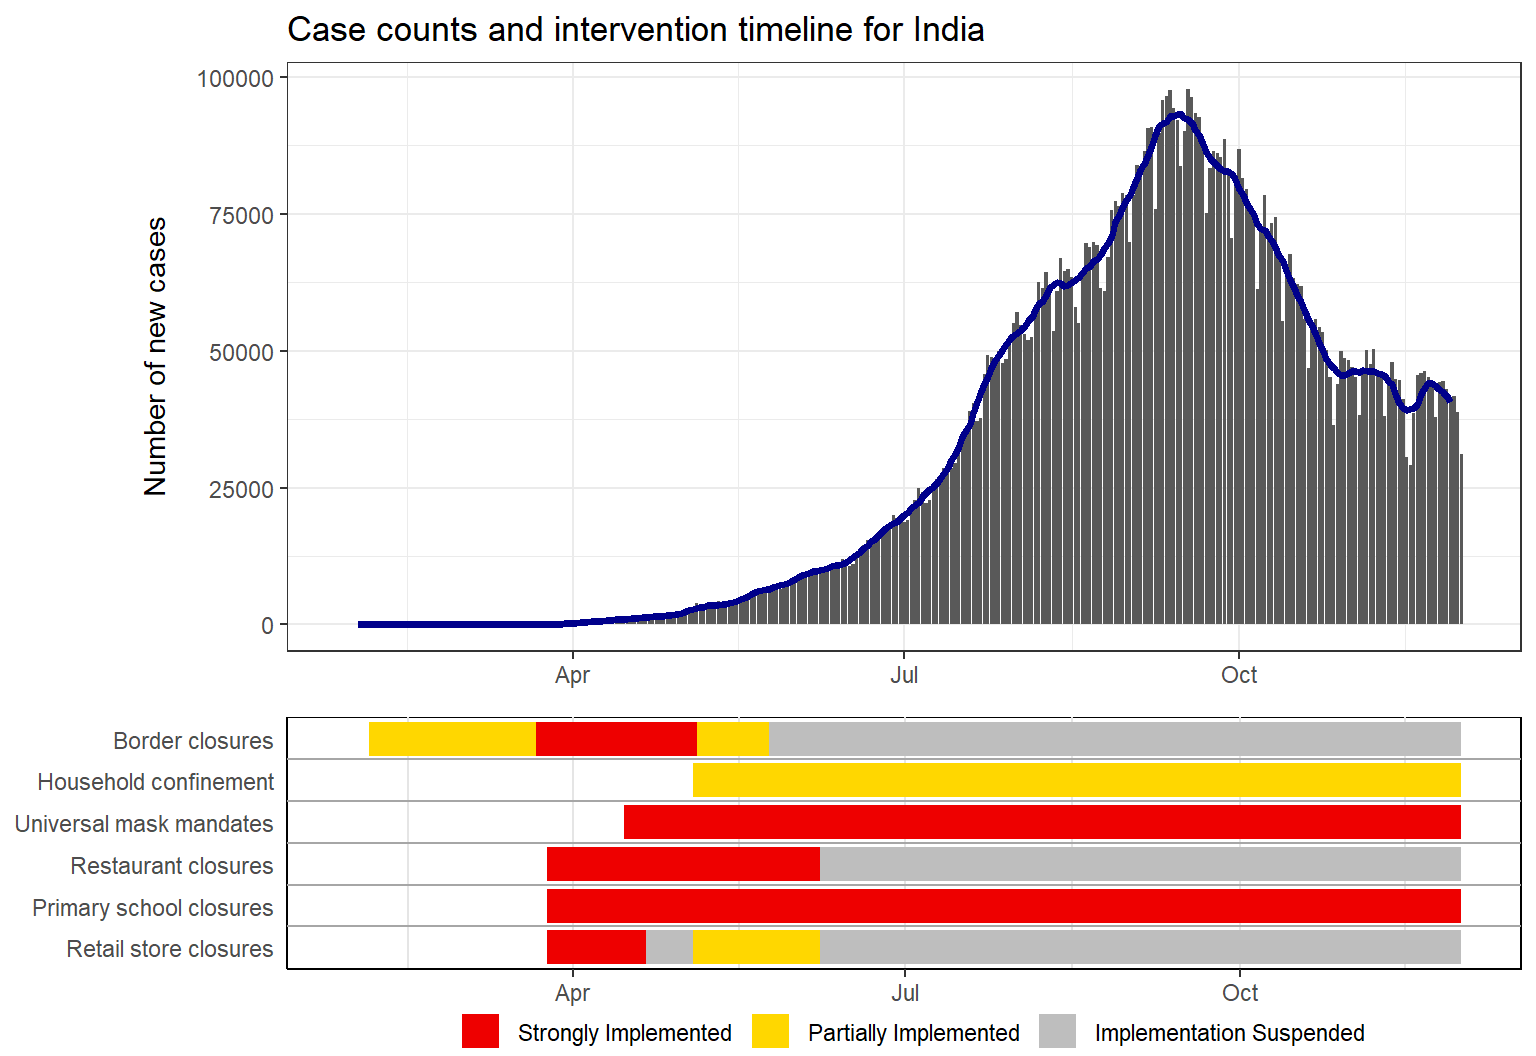 Case counts and intervention timeline for India
Number of new cases
100000
75000
50000
25000
0
Apr Jul Oct
Border closures
Household confinement
Universal mask mandates
Restaurant closures
Primary school closures
Retail store closures
Apr Jul Oct
Strongly Implemented Partially Implemented Implementation Suspended